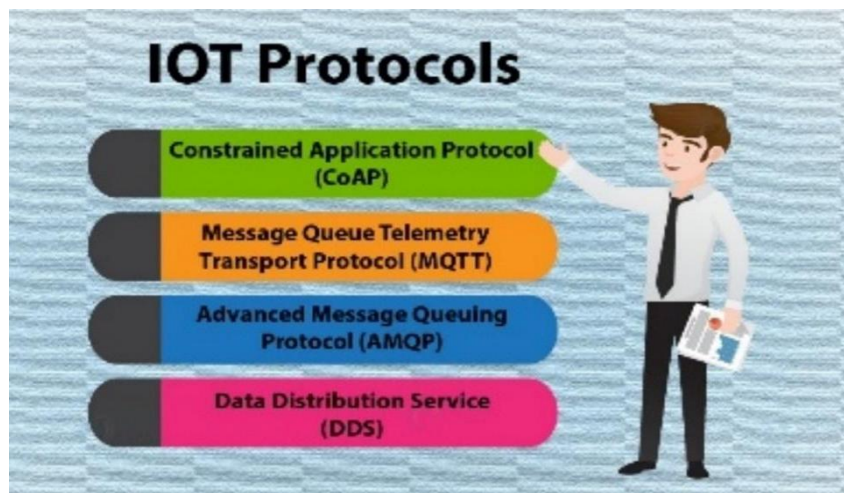 IOT Protocols
Constrained Application Protocol
(CoAP)
Message Queue Telemetry
Transport Protocol (MQTT)
Advanced Message Queuing
Protocol (AMQP)
Data Distribution Service
(DDS)